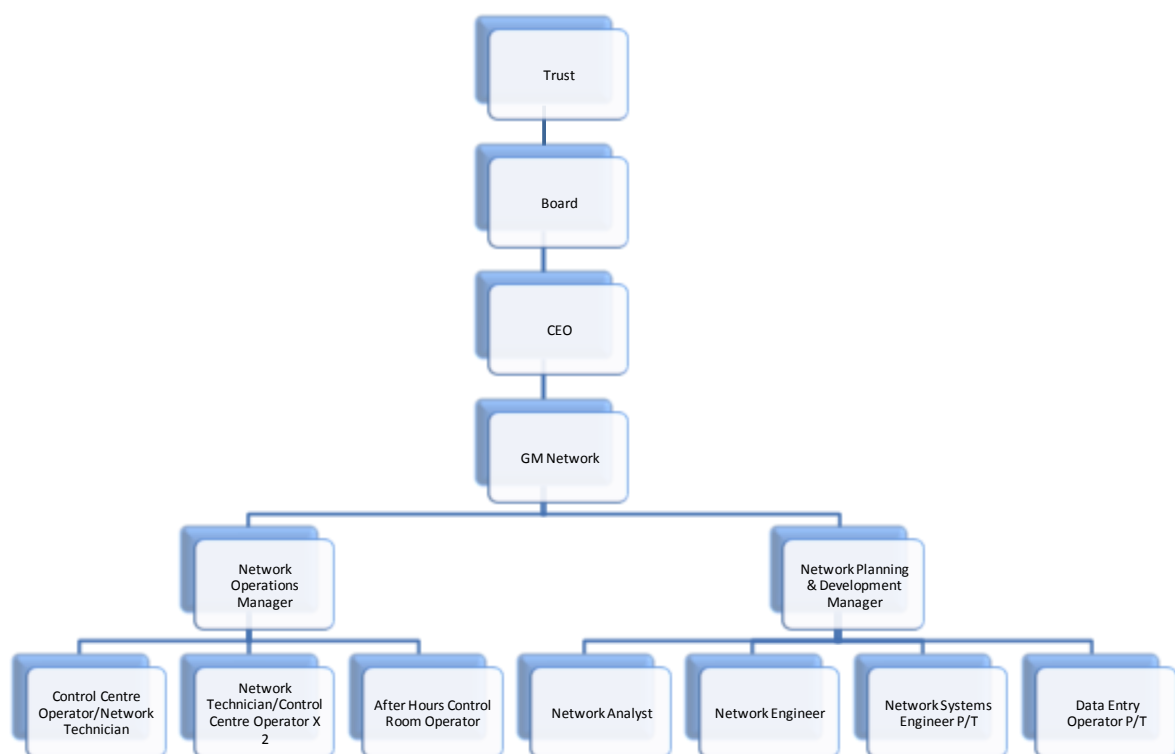 Trust
Board
CEO
GM Network
Network
Operations
Manager
Network Planning
& Development
Manager
Control Centre
Operator/Network
Technician
Network
Technician/Control
Centre Operator X
2
After Hours Control
Room Operator
Network Analyst
Network Engineer
Network Systems
Engineer P/T
Data Entry
Operator P/T